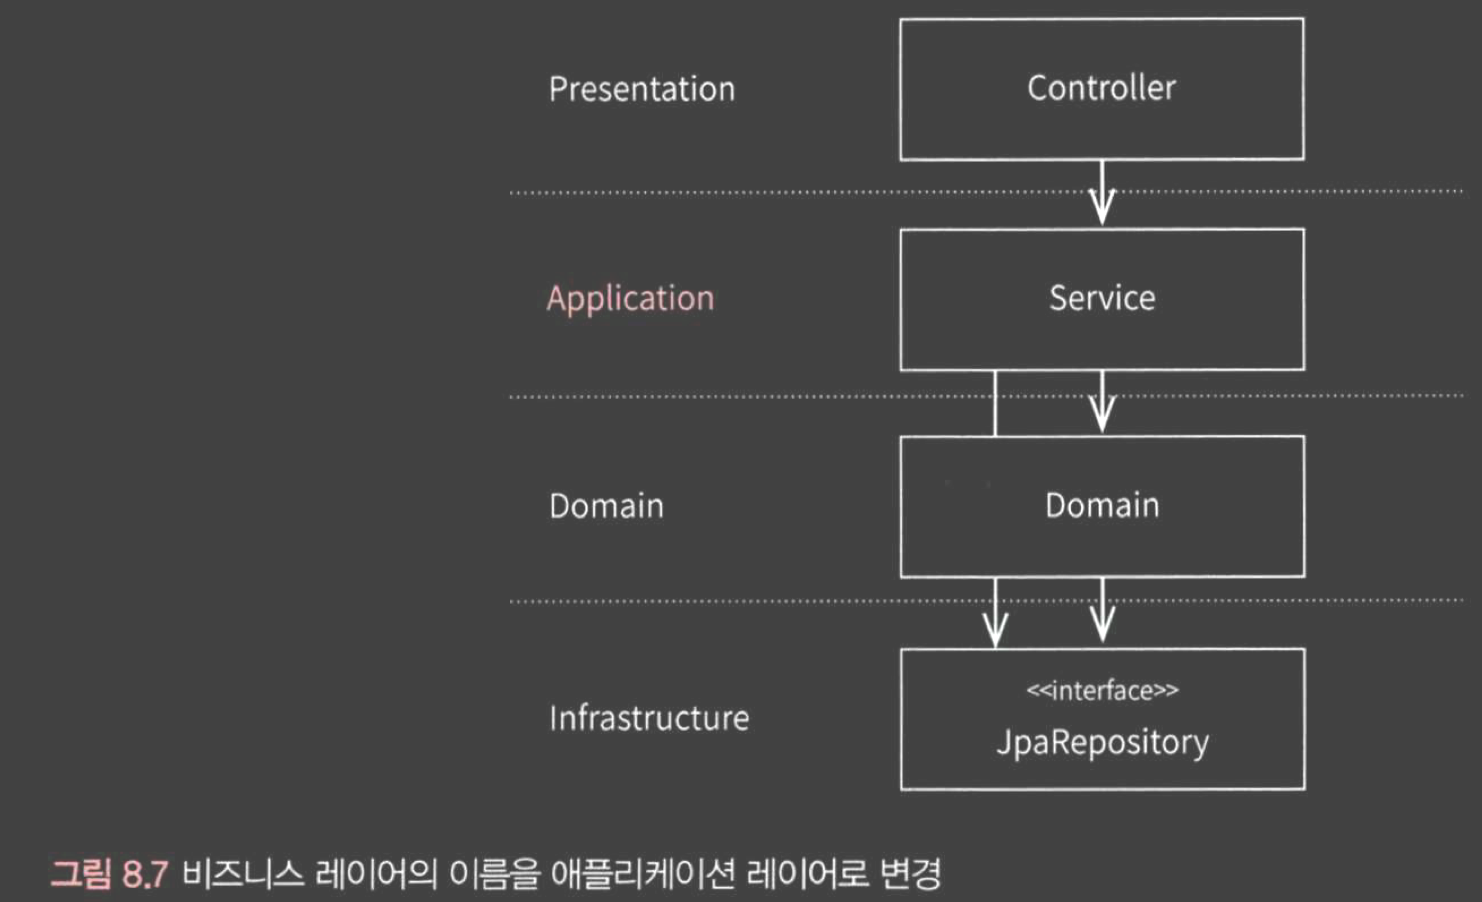 Presentation
Controller
Application
Service
Domain
Domain
Infrastructure
<<interface>>
JpaRepository
그림 8.7 비즈니스 레이어의 이름을 애플리케이션 레이어로 변경